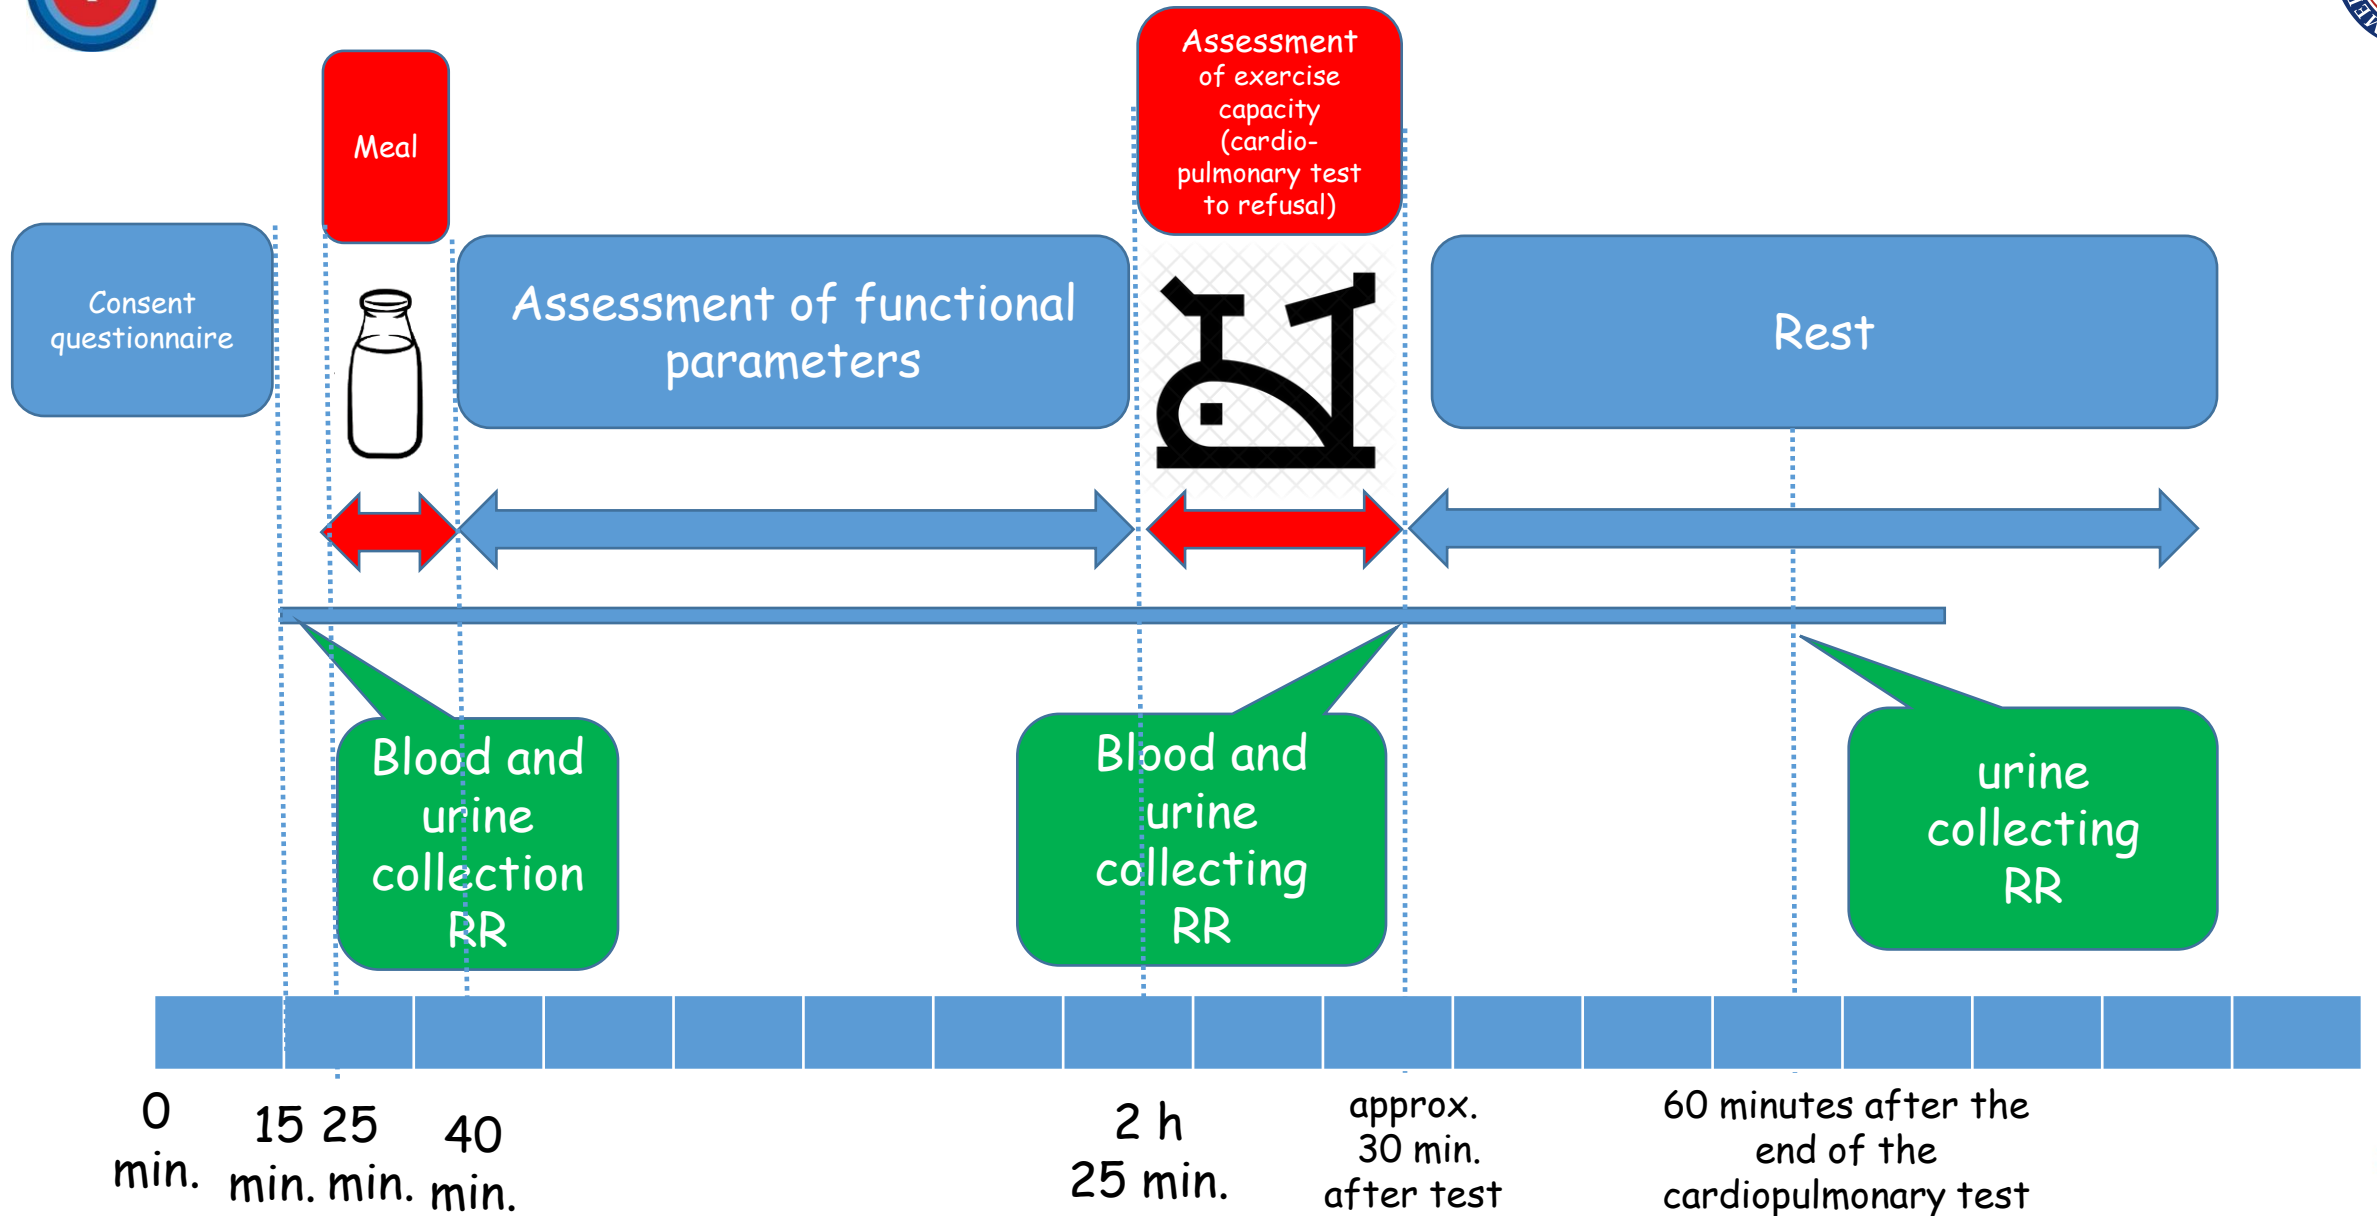 Assessment
of exercise
capacity
(cardio-
pulmonary test
to refusal)
Meal
Consent
questionnaire
Assessment of functional
parameters
Rest
Blood and
urine
collection
RR
Blood and
urine
collecting
RR
urine
collecting
RR
0
min.
15
min.
25
min.
40
min.
2 h
25 min.
approx.
30 min.
after test
60 minutes after the
end of the
cardiopulmonary test